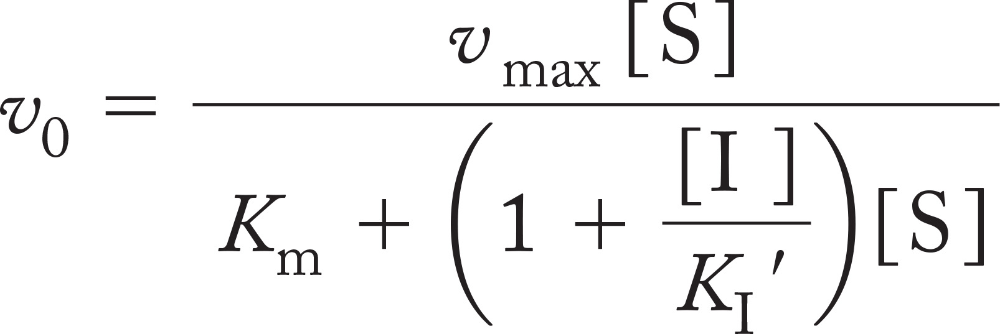 v₀ = v_max [S] / (K_m + (1 + [I ] / K_I′) [S])